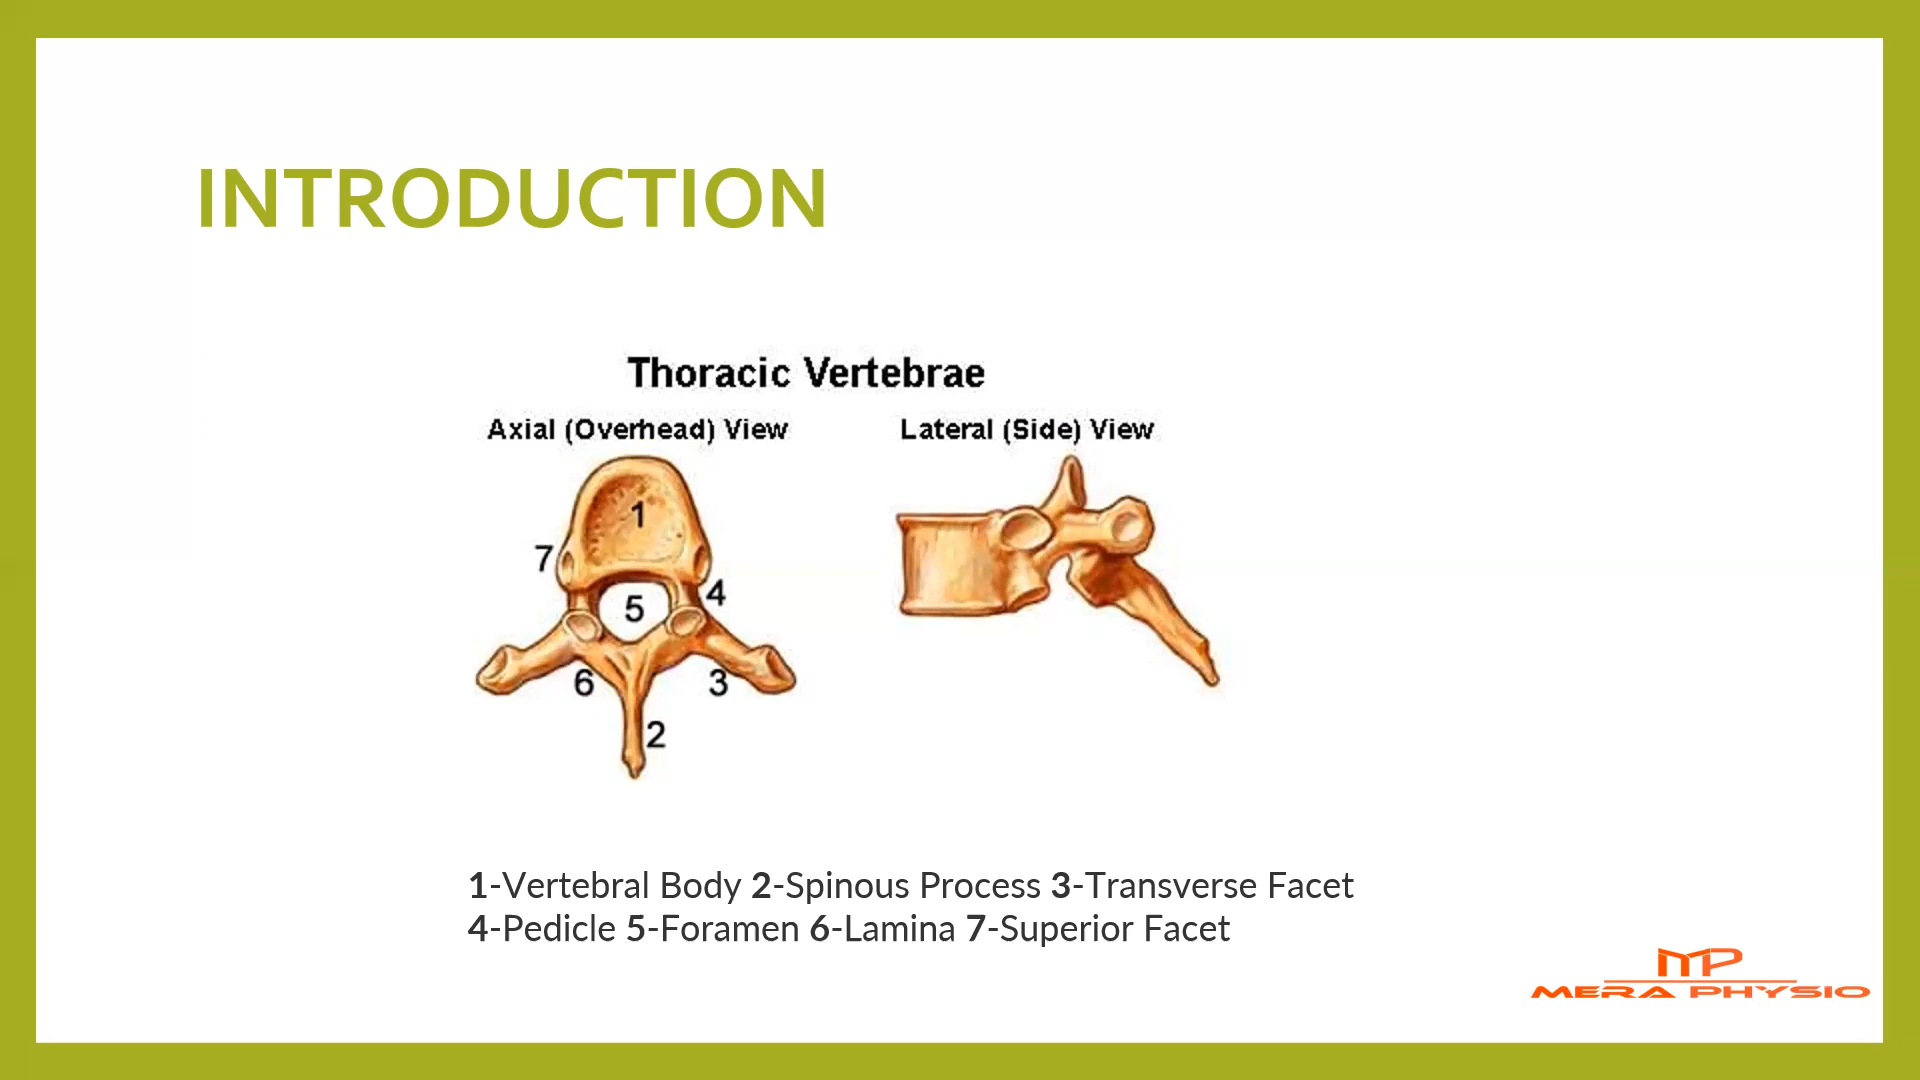 INTRODUCTION
Thoracic Vertebrae
Axial (Overhead) View
Lateral (Side) View
1
7
4
5
6
3
2
1-Vertebral Body 2-Spinous Process 3-Transverse Facet
4-Pedicle 5-Foramen 6-Lamina 7-Superior Facet
MP
MERA PHYSIO